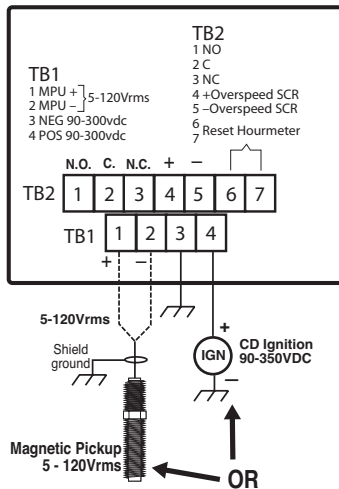 TB2
1 NO
2 C
3 NC
4 +Overspeed SCR
5 –Overspeed SCR
6
7
Reset Hourmeter
TB1
1 MPU +
2 MPU –
5-120Vrms
3 NEG 90-300vdc
4 POS 90-300vdc
N.O. C. N.C. + –
TB2 1 2 3 4 5 6 7
TB1 1 2 3 4
+ –
5-120Vrms
Shield
ground
+
IGN
–
CD Ignition
90-350VDC
Magnetic Pickup
5 - 120Vrms
OR